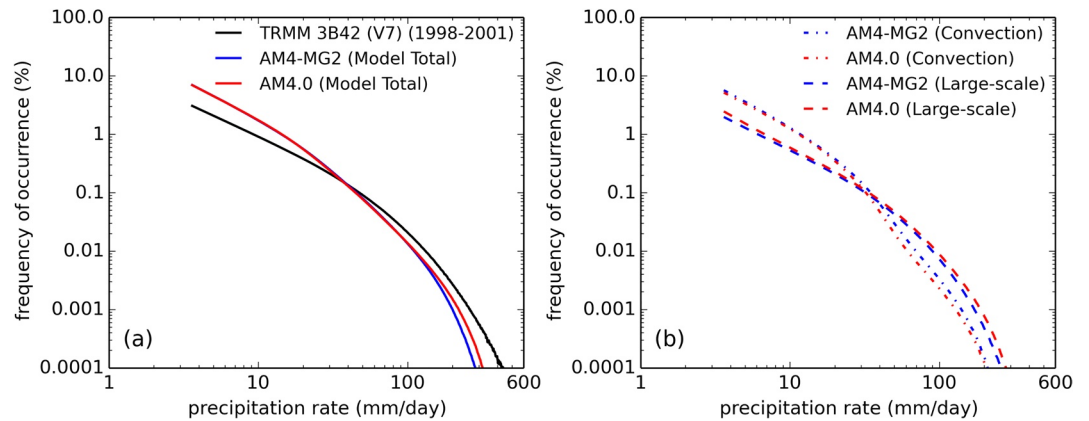 100.0
10.0
1
0.1
0.01
0.001
0.0001
frequency of occurrence (%)
TRMM 3B42 (V7) (1998-2001)
AM4-MG2 (Model Total)
AM4.0 (Model Total)
(a)
1 10 100 600
precipitation rate (mm/day)
100.0
10.0
1
0.1
0.01
0.001
0.0001
frequency of occurrence (%)
AM4-MG2 (Convection)
AM4.0 (Convection)
AM4-MG2 (Large-scale)
AM4.0 (Large-scale)
(b)
1 10 100 600
precipitation rate (mm/day)